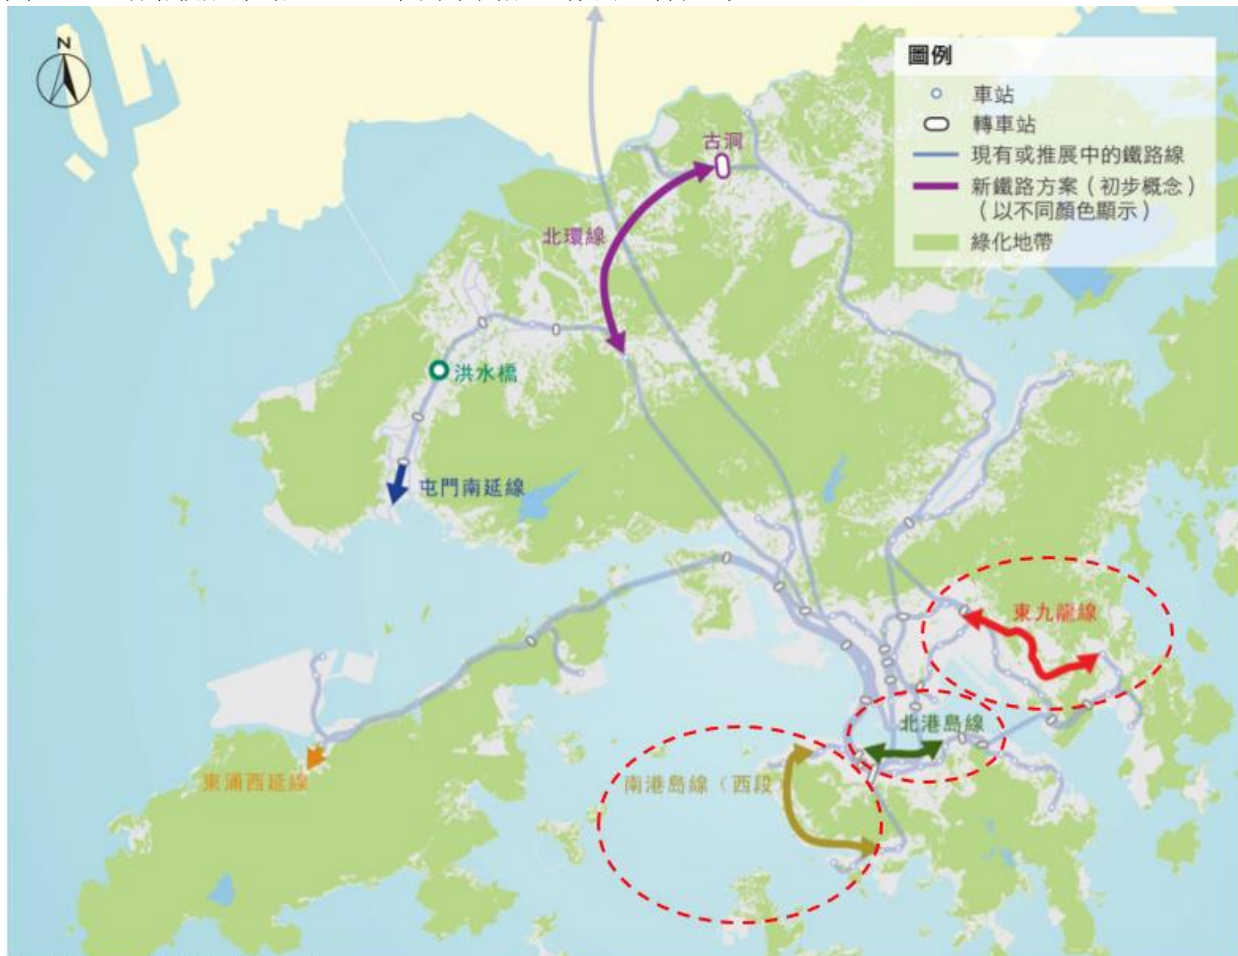 N
圖例
車站
轉車站
現有或推展中的鐵路線
新鐵路方案（初步概念）
（以不同顏色顯示）
綠化地帶
古洞
北環線
洪水橋
屯門南延線
東九龍線
北港島線
南港島線（西段）
東涌西延線